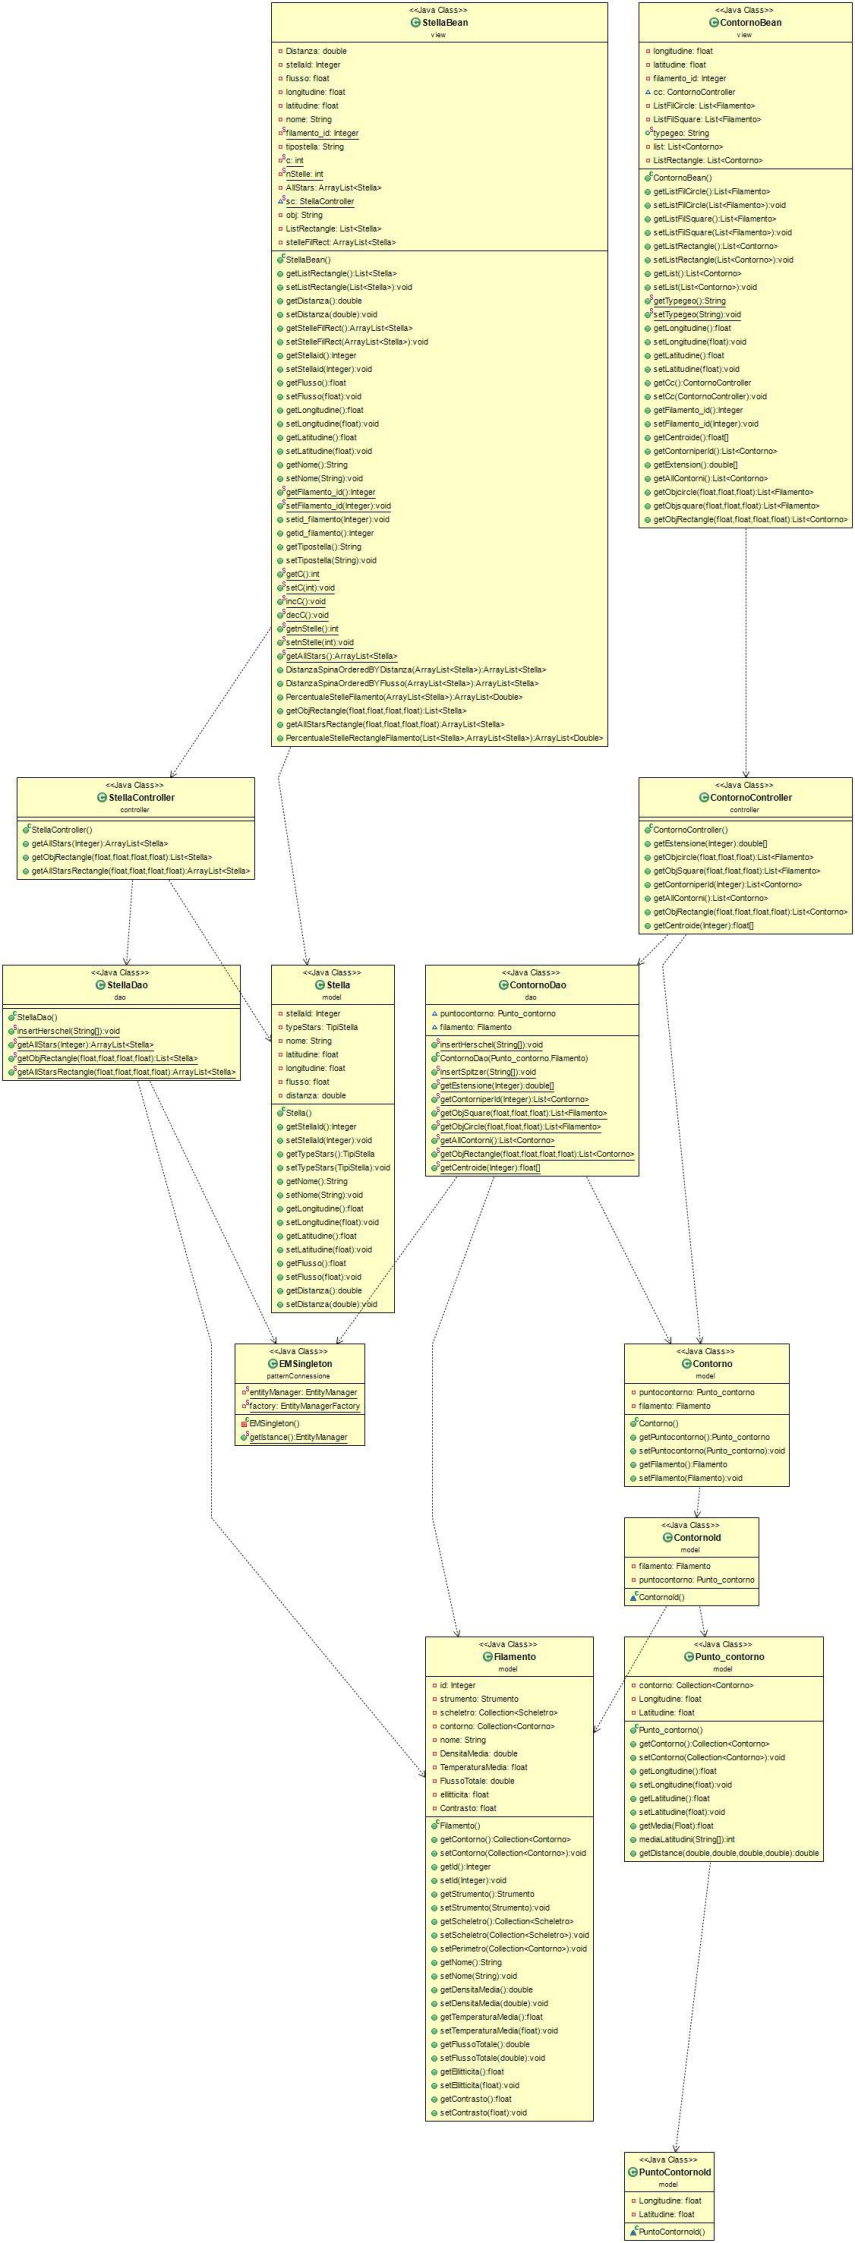 <<Java Class>>
StellaBean
view
Distanza: double
stellaId: Integer
flusso: float
longitudine: float
latitudine: float
nome: String
filamento_id: Integer
tipostella: String
c: int
nStelle: int
AllStars: ArrayList<Stella>
sc: StellaController
obj: String
ListRectangle: List<Stella>
stelleFilRect: ArrayList<Stella>
StellaBean()
getListRectangle():List<Stella>
setListRectangle(List<Stella>):void
getDistanza():double
setDistanza(double):void
getStelleFilRect():ArrayList<Stella>
setStelleFilRect(ArrayList<Stella>):void
getStellaid():Integer
setStellaid(Integer):void
getFlusso():float
setFlusso(float):void
getLongitudine():float
setLongitudine(float):void
getLatitudine():float
setLatitudine(float):void
getNome():String
setNome(String):void
getFilamento_id():Integer
setFilamento_id(Integer):void
setid_filamento(Integer):void
getid_filamento():Integer
getTipostella():String
setTipostella(String):void
getC():int
setC(int):void
incC():void
decC():void
getnStelle():int
setnStelle(int):void
getAllStars():ArrayList<Stella>
DistanzaSpinaOrderedBYDistanza(ArrayList<Stella>):ArrayList<Stella>
DistanzaSpinaOrderedBYFlusso(ArrayList<Stella>):ArrayList<Stella>
PercentualeStelleFilamento(ArrayList<Stella>):ArrayList<Double>
getObjRectangle(float,float,float,float):List<Stella>
getAllStarsRectangle(float,float,float,float):ArrayList<Stella>
PercentualeStelleRectangleFilamento(List<Stella>,ArrayList<Stella>):ArrayList<Double>
<<Java Class>>
ContornoBean
view
longitudine: float
latitudine: float
filamento_id: Integer
cc: ContornoController
ListFilCircle: List<Filamento>
ListFilSquare: List<Filamento>
typegeo: String
list: List<Contorno>
ListRectangle: List<Contorno>
ContornoBean()
getListFilCircle():List<Filamento>
setListFilCircle(List<Filamento>):void
getListFilSquare():List<Filamento>
setListFilSquare(List<Filamento>):void
getListRectangle():List<Contorno>
setListRectangle(List<Contorno>):void
getList():List<Contorno>
setList(List<Contorno>):void
getTypegeo():String
setTypegeo(String):void
getLongitudine():float
setLongitudine(float):void
getLatitudine():float
setLatitudine(float):void
getCc():ContornoController
setCc(ContornoController):void
getFilamento_id():Integer
setFilamento_id(Integer):void
getCentroide():float[]
getContorniperId():List<Contorno>
getExtension():double[]
getAllContorni():List<Contorno>
getObjcircle(float,float,float):List<Filamento>
getObjsquare(float,float,float):List<Filamento>
getObjRectangle(float,float,float,float):List<Contorno>
<<Java Class>>
StellaController
controller
StellaController()
getAllStars(Integer):ArrayList<Stella>
getObjRectangle(float,float,float,float):List<Stella>
getAllStarsRectangle(float,float,float,float):ArrayList<Stella>
<<Java Class>>
ContornoController
controller
ContornoController()
getEstensione(Integer):double[]
getObjcircle(float,float,float):List<Filamento>
getObjSquare(float,float,float):List<Filamento>
getContorniperId(Integer):List<Contorno>
getAllContorni():List<Contorno>
getObjRectangle(float,float,float,float):List<Contorno>
getCentroide(Integer):float[]
<<Java Class>>
StellaDao
dao
StellaDao()
insertHerschel(String[]):void
getAllStars(Integer):ArrayList<Stella>
getObjRectangle(float,float,float,float):List<Stella>
getAllStarsRectangle(float,float,float,float):ArrayList<Stella>
<<Java Class>>
Stella
model
stellaId: Integer
typeStars: TipiStella
nome: String
latitudine: float
longitudine: float
flusso: float
distanza: double
Stella()
getStellaId():Integer
setStellaId(Integer):void
getTypeStars():TipiStella
setTypeStars(TipiStella):void
getNome():String
setNome(String):void
getLongitudine():float
setLongitudine(float):void
getLatitudine():float
setLatitudine(float):void
getFlusso():float
setFlusso(float):void
getDistanza():double
setDistanza(double):void
<<Java Class>>
ContornoDao
dao
puntocontorno: Punto_contorno
filamento: Filamento
insertHerschel(String[]):void
ContornoDao(Punto_contorno,Filamento)
insertSpitzer(String[]):void
getEstensione(Integer):double[]
getContorniperId(Integer):List<Contorno>
getObjSquare(float,float,float):List<Filamento>
getObjCircle(float,float,float):List<Filamento>
getAllContorni():List<Contorno>
getObjRectangle(float,float,float,float):List<Contorno>
getCentroide(Integer):float[]
<<Java Class>>
EMSingleton
patternConnessione
entityManager: EntityManager
factory: EntityManagerFactory
EMSingleton()
getIstance():EntityManager
<<Java Class>>
Contorno
model
puntocontorno: Punto_contorno
filamento: Filamento
Contorno()
getPuntocontorno():Punto_contorno
setPuntocontorno(Punto_contorno):void
getFilamento():Filamento
setFilamento(Filamento):void
<<Java Class>>
ContornoId
model
filamento: Filamento
puntocontorno: Punto_contorno
ContornoId()
<<Java Class>>
Filamento
model
id: Integer
strumento: Strumento
scheletro: Collection<Scheletro>
contorno: Collection<Contorno>
nome: String
DensitaMedia: double
TemperaturaMedia: float
FlussoTotale: double
ellitticita: float
Contrasto: float
Filamento()
getContorno():Collection<Contorno>
setContorno(Collection<Contorno>):void
getId():Integer
setId(Integer):void
getStrumento():Strumento
setStrumento(Strumento):void
getScheletro():Collection<Scheletro>
setScheletro(Collection<Scheletro>):void
setPerimetro(Collection<Contorno>):void
getNome():String
setNome(String):void
getDensitaMedia():double
setDensitaMedia(double):void
getTemperaturaMedia():float
setTemperaturaMedia(float):void
getFlussoTotale():double
setFlussoTotale(double):void
getEllitticita():float
setEllitticita(float):void
getContrasto():float
setContrasto(float):void
<<Java Class>>
Punto_contorno
model
contorno: Collection<Contorno>
Longitudine: float
Latitudine: float
Punto_contorno()
getContorno():Collection<Contorno>
setContorno(Collection<Contorno>):void
getLongitudine():float
setLongitudine(float):void
getLatitudine():float
setLatitudine(float):void
getMedia(Float):float
mediaLatitudini(String[]):int
getDistance(double,double,double,double):double
<<Java Class>>
PuntoContornoId
model
Longitudine: float
Latitudine: float
PuntoContornoId()